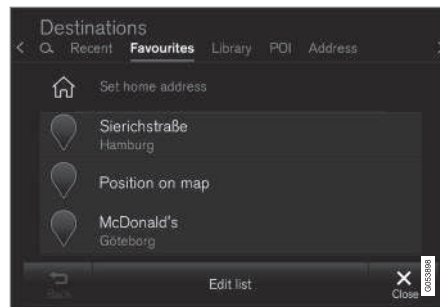 Destinations
Recent Favourites Library POI Address
Set home address
Sierichstraße
Hamburg
Position on map
McDonald's
Göteborg
Back Edit list Close
G053898